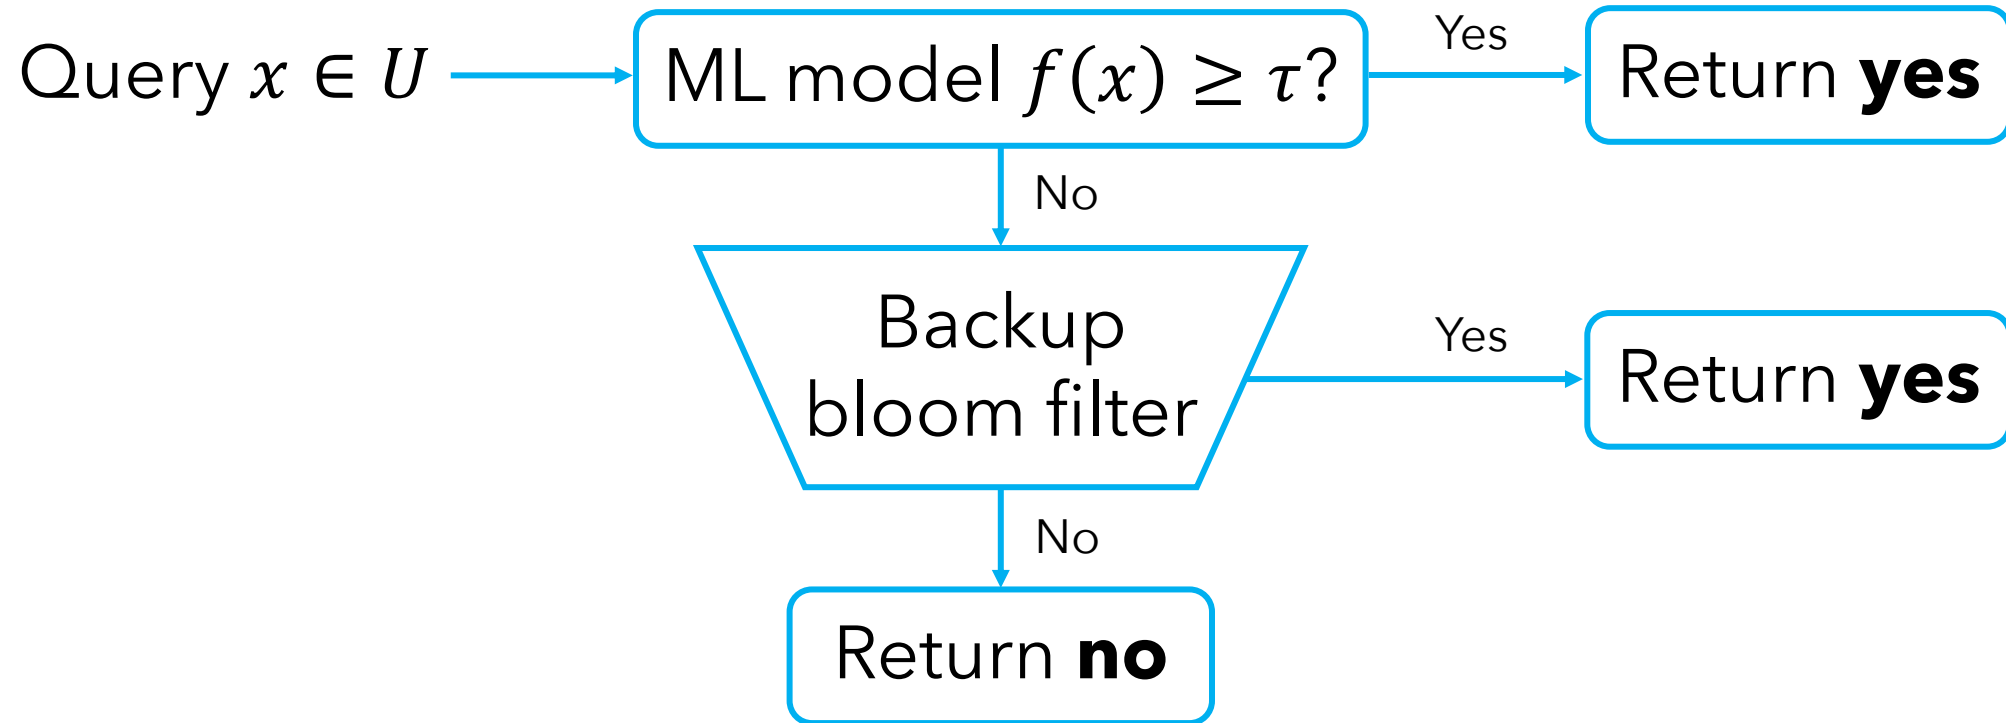 Query x ∈ U
ML model f(x) ≥ τ?
Yes
Return yes
No
Backup
bloom filter
Yes
Return yes
No
Return no